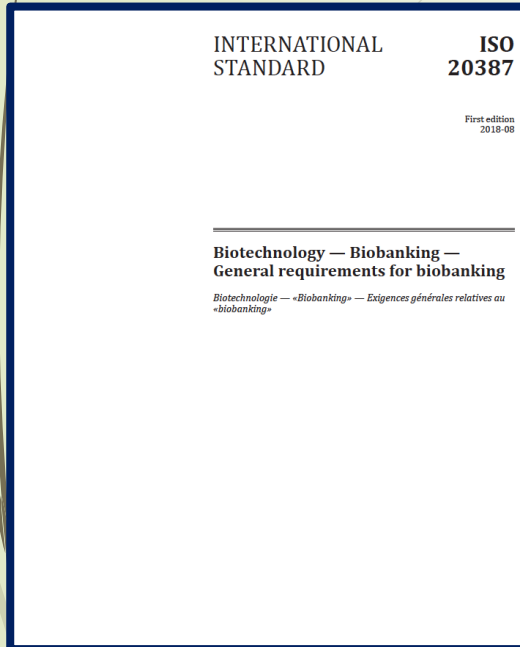 INTERNATIONAL STANDARD
ISO 20387
First edition
2018-08
Biotechnology — Biobanking —
General requirements for biobanking
Biotechnologie — «Biobanking» — Exigences générales relatives au
«biobanking»